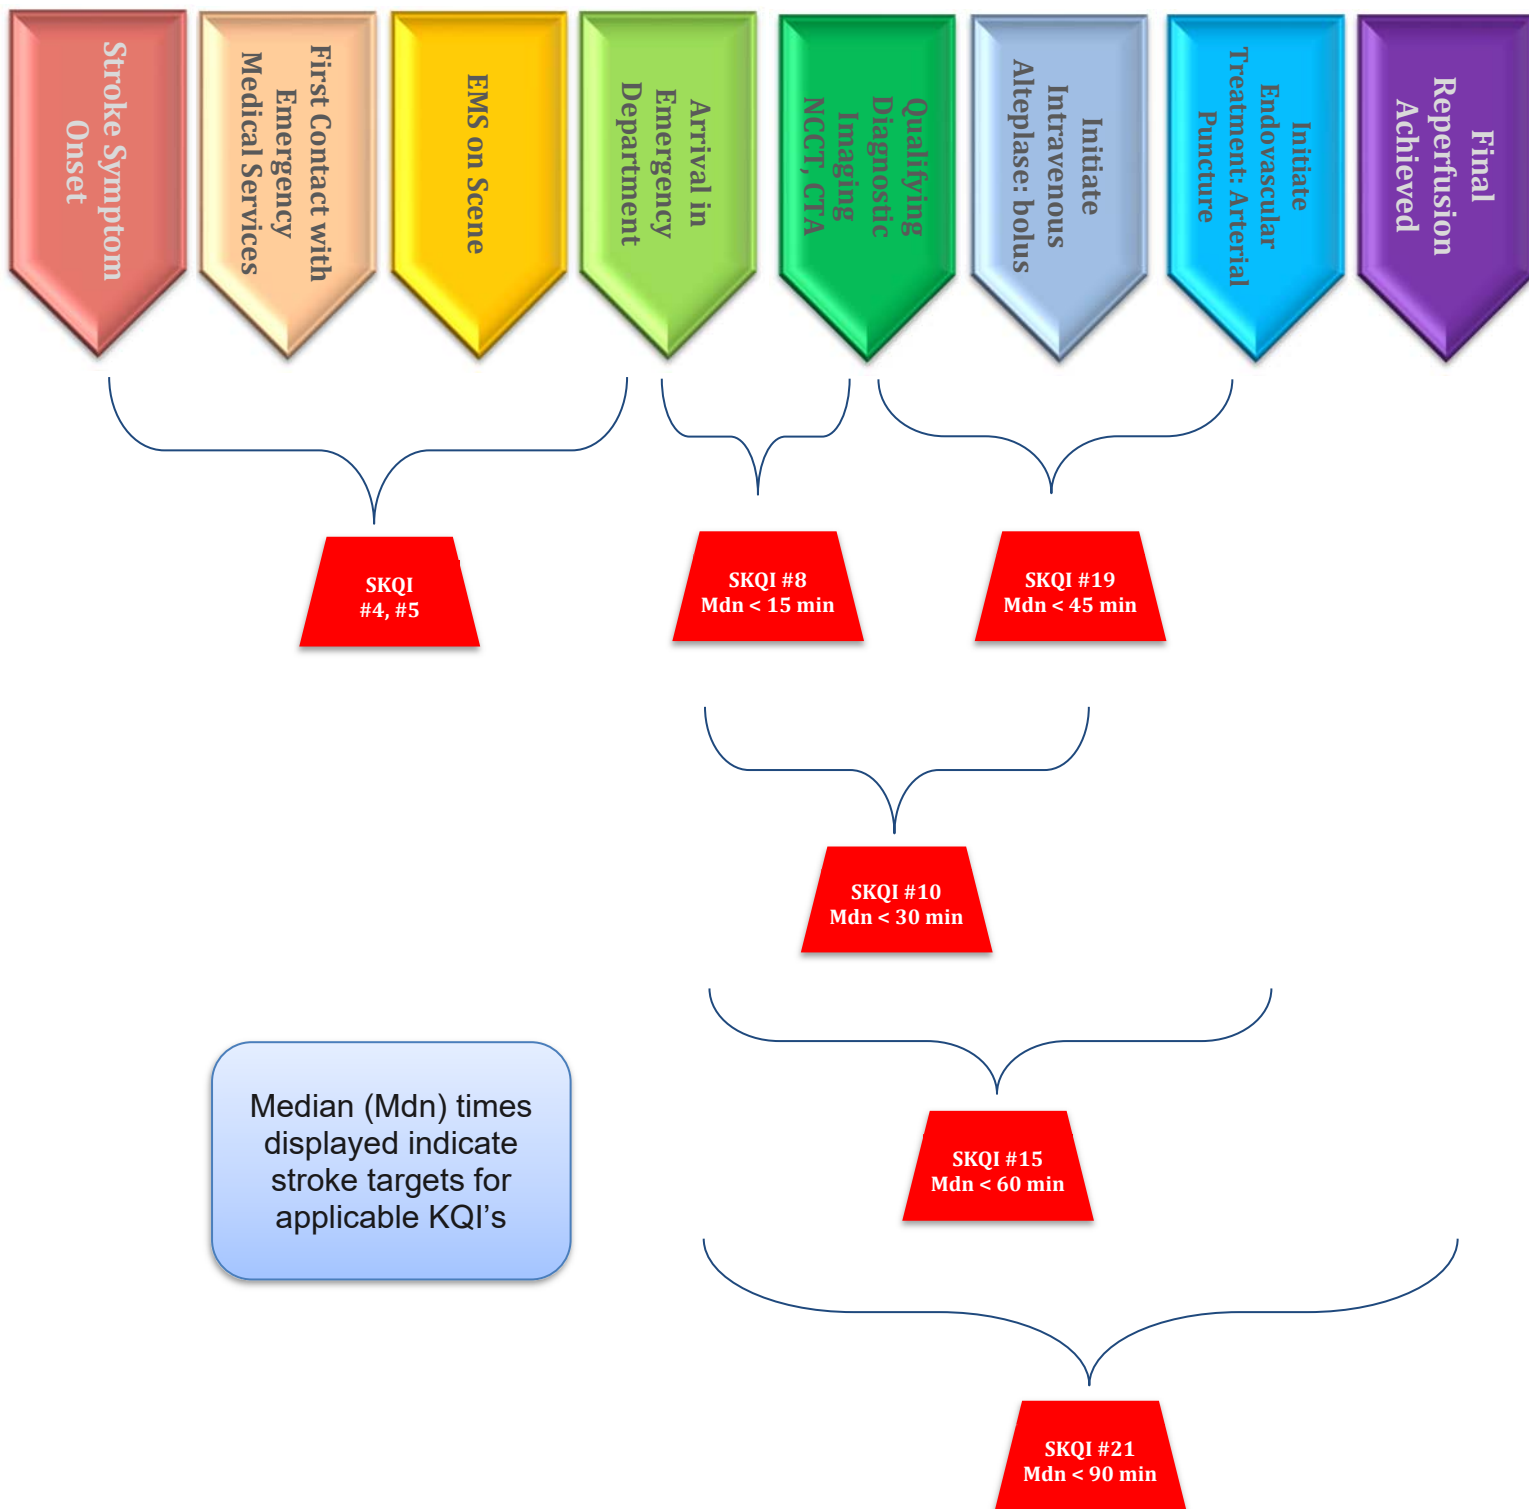 Stroke Symptom
Onset
First Contact with
Emergency
Medical Services
EMS on Scene
Arrival in
Emergency
Department
Qualifying
Diagnostic
Imaging
NCCT, CTA
Initiate
Intravenous
Alteplase: bolus
Initiate
Endovascular
Treatment: Arterial
Puncture
Final
Reperfusion
Achieved
SKQI
#4, #5
SKQI #8
Mdn < 15 min
SKQI #19
Mdn < 45 min
SKQI #10
Mdn < 30 min
Median (Mdn) times
displayed indicate
stroke targets for
applicable KQI’s
SKQI #15
Mdn < 60 min
SKQI #21
Mdn < 90 min